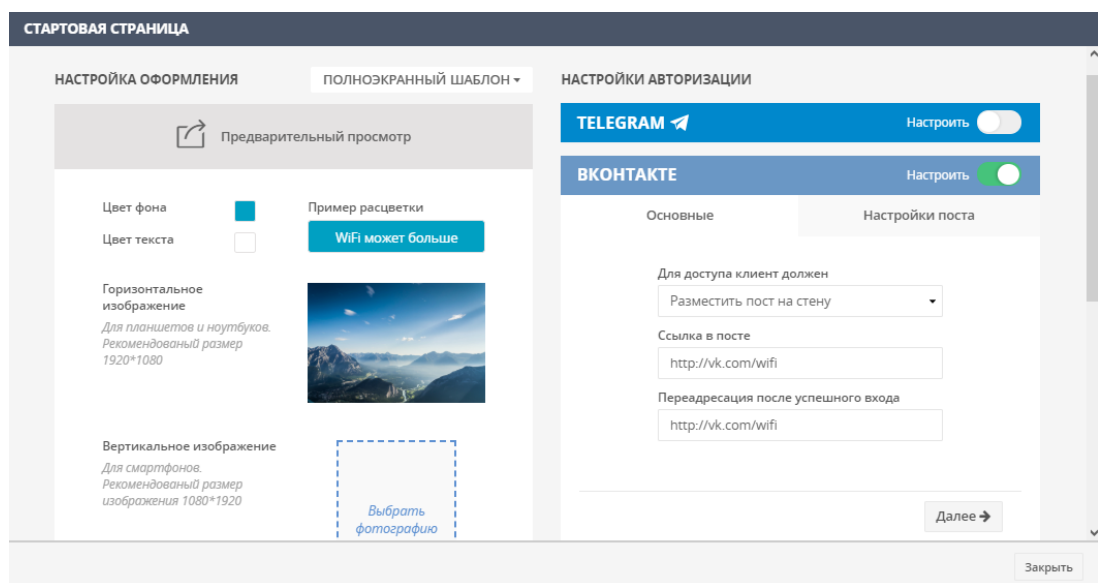 СТАРТОВАЯ СТРАНИЦА
НАСТРОЙКА ОФОРМЛЕНИЯ
ПОЛНОЭКРАННЫЙ ШАБЛОН
Предварительный просмотр
Цвет фона
Пример расцветки
Цвет текста
WiFi может больше
Горизонтальное
изображение
Для планшетов и ноутбуков.
Рекомендованый размер
1920*1080
Вертикальное изображение
Для смартфонов.
Рекомендованый размер
изображения 1080*1920
Выбрать
фотографию
НАСТРОЙКИ АВТОРИЗАЦИИ
TELEGRAM
Настроить
ВКОНТАКТЕ
Настроить
Основные
Настройки поста
Для доступа клиент должен
Разместить пост на стену
Ссылка в посте
http://vk.com/wifi
Переадресация после успешного входа
http://vk.com/wifi
Далее
Закрыть